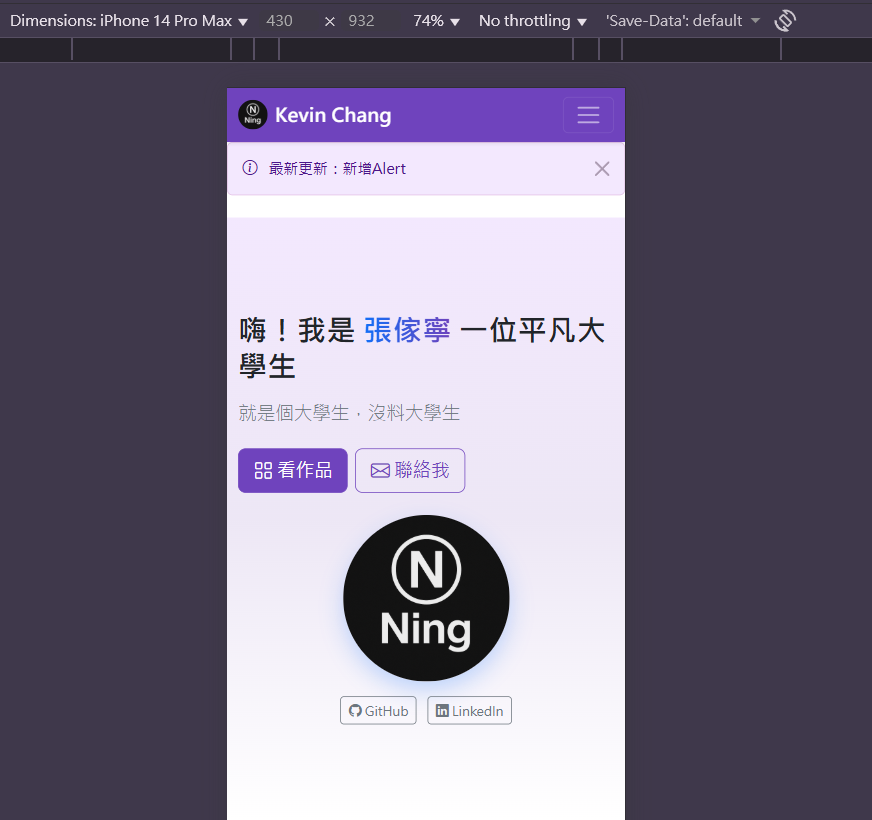 Dimensions: iPhone 14 Pro Max 430 × 932 74% No throttling 'Save-Data': default
N Ning Kevin Chang
最新更新：新增Alert
嗨！我是 張傢寧 一位平凡大
學生
就是個大學生，沒料大學生
看作品 聯絡我
N
Ning
GitHub LinkedIn